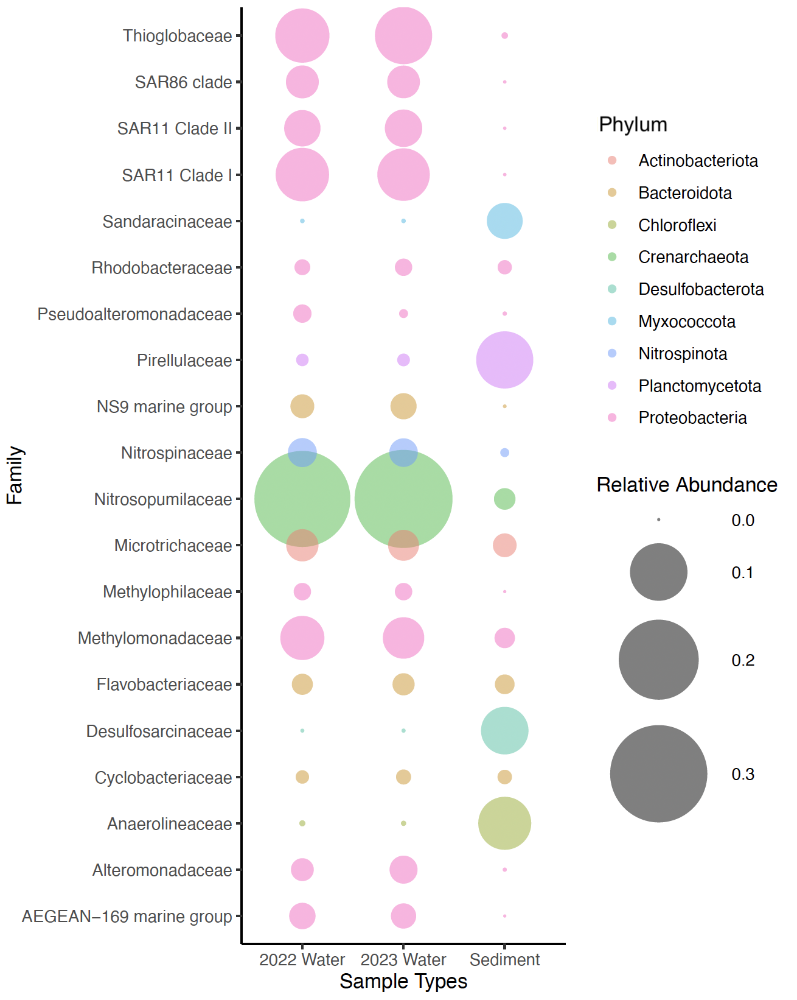 Thioglobaceae
SAR86 clade
SAR11 Clade II
SAR11 Clade I
Sandaracinaceae
Rhodobacteraceae
Pseudoalteromonadaceae
Pirellulaceae
NS9 marine group
Nitrospinaceae
Nitrosopumilaceae
Microtrichaceae
Methylophilaceae
Methylomonadaceae
Flavobacteriaceae
Desulfosarcinaceae
Cyclobacteriaceae
Anaerolineaceae
Alteromonadaceae
AEGEAN−169 marine group
Family
2022 Water
2023 Water
Sediment
Sample Types
Phylum
Actinobacteriota
Bacteroidota
Chloroflexi
Crenarchaeota
Desulfobacterota
Myxococcota
Nitrospinota
Planctomycetota
Proteobacteria
Relative Abundance
0.0
0.1
0.2
0.3